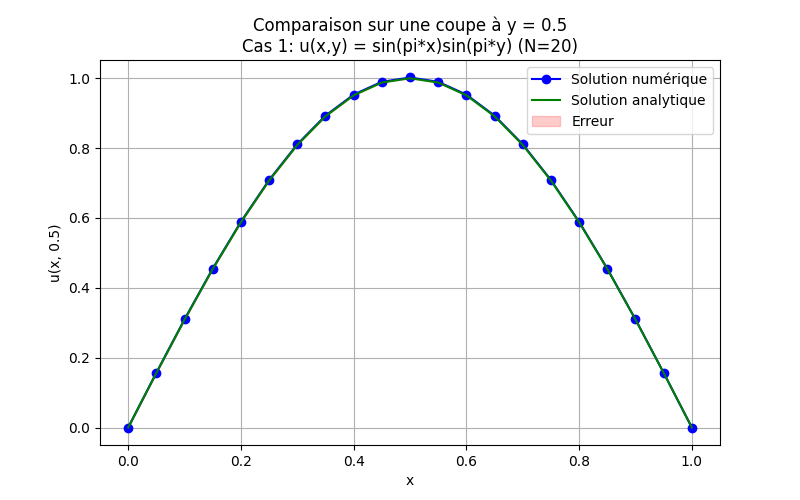 Comparaison sur une coupe à y = 0.5
Cas 1: u(x,y) = sin(pi*x)sin(pi*y) (N=20)
Solution numérique
Solution analytique
Erreur
u(x, 0.5)
1.0
0.8
0.6
0.4
0.2
0.0
0.0 0.2 0.4 0.6 0.8 1.0
x